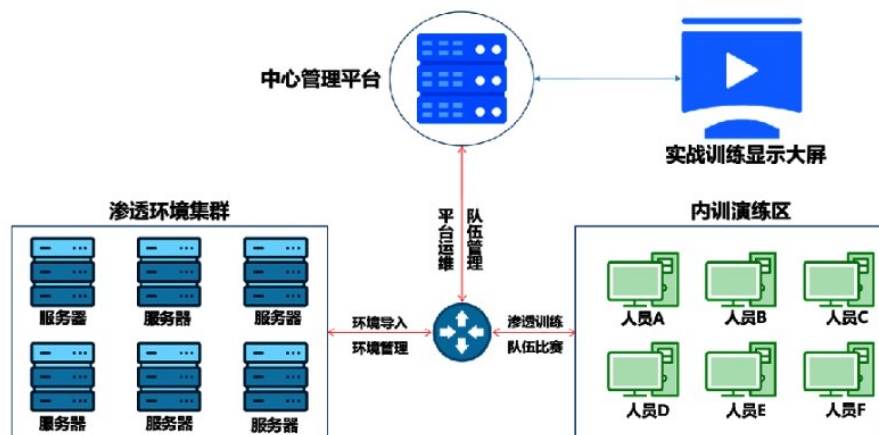 中心管理平台
实战训练显示大屏
渗透环境集群
平台运维
队伍管理
内训演练区
服务器
服务器
服务器
环境导入
环境管理
渗透训练
队伍比赛
人员A
人员B
人员C
服务器
服务器
服务器
人员D
人员E
人员F